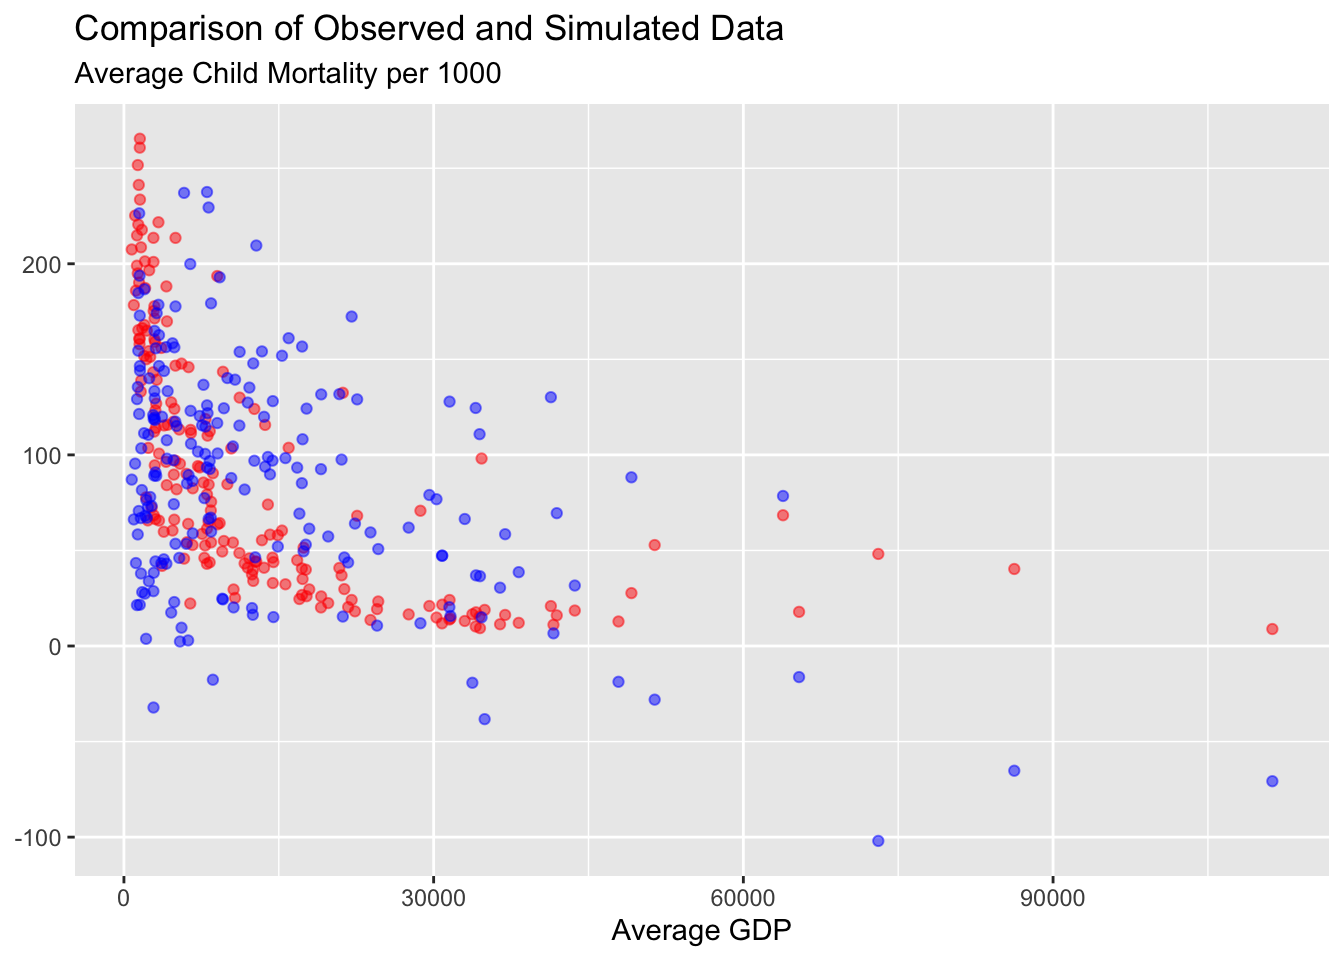 Comparison of Observed and Simulated Data
Average Child Mortality per 1000
200
100
0
-100
0 30000 60000 90000
Average GDP